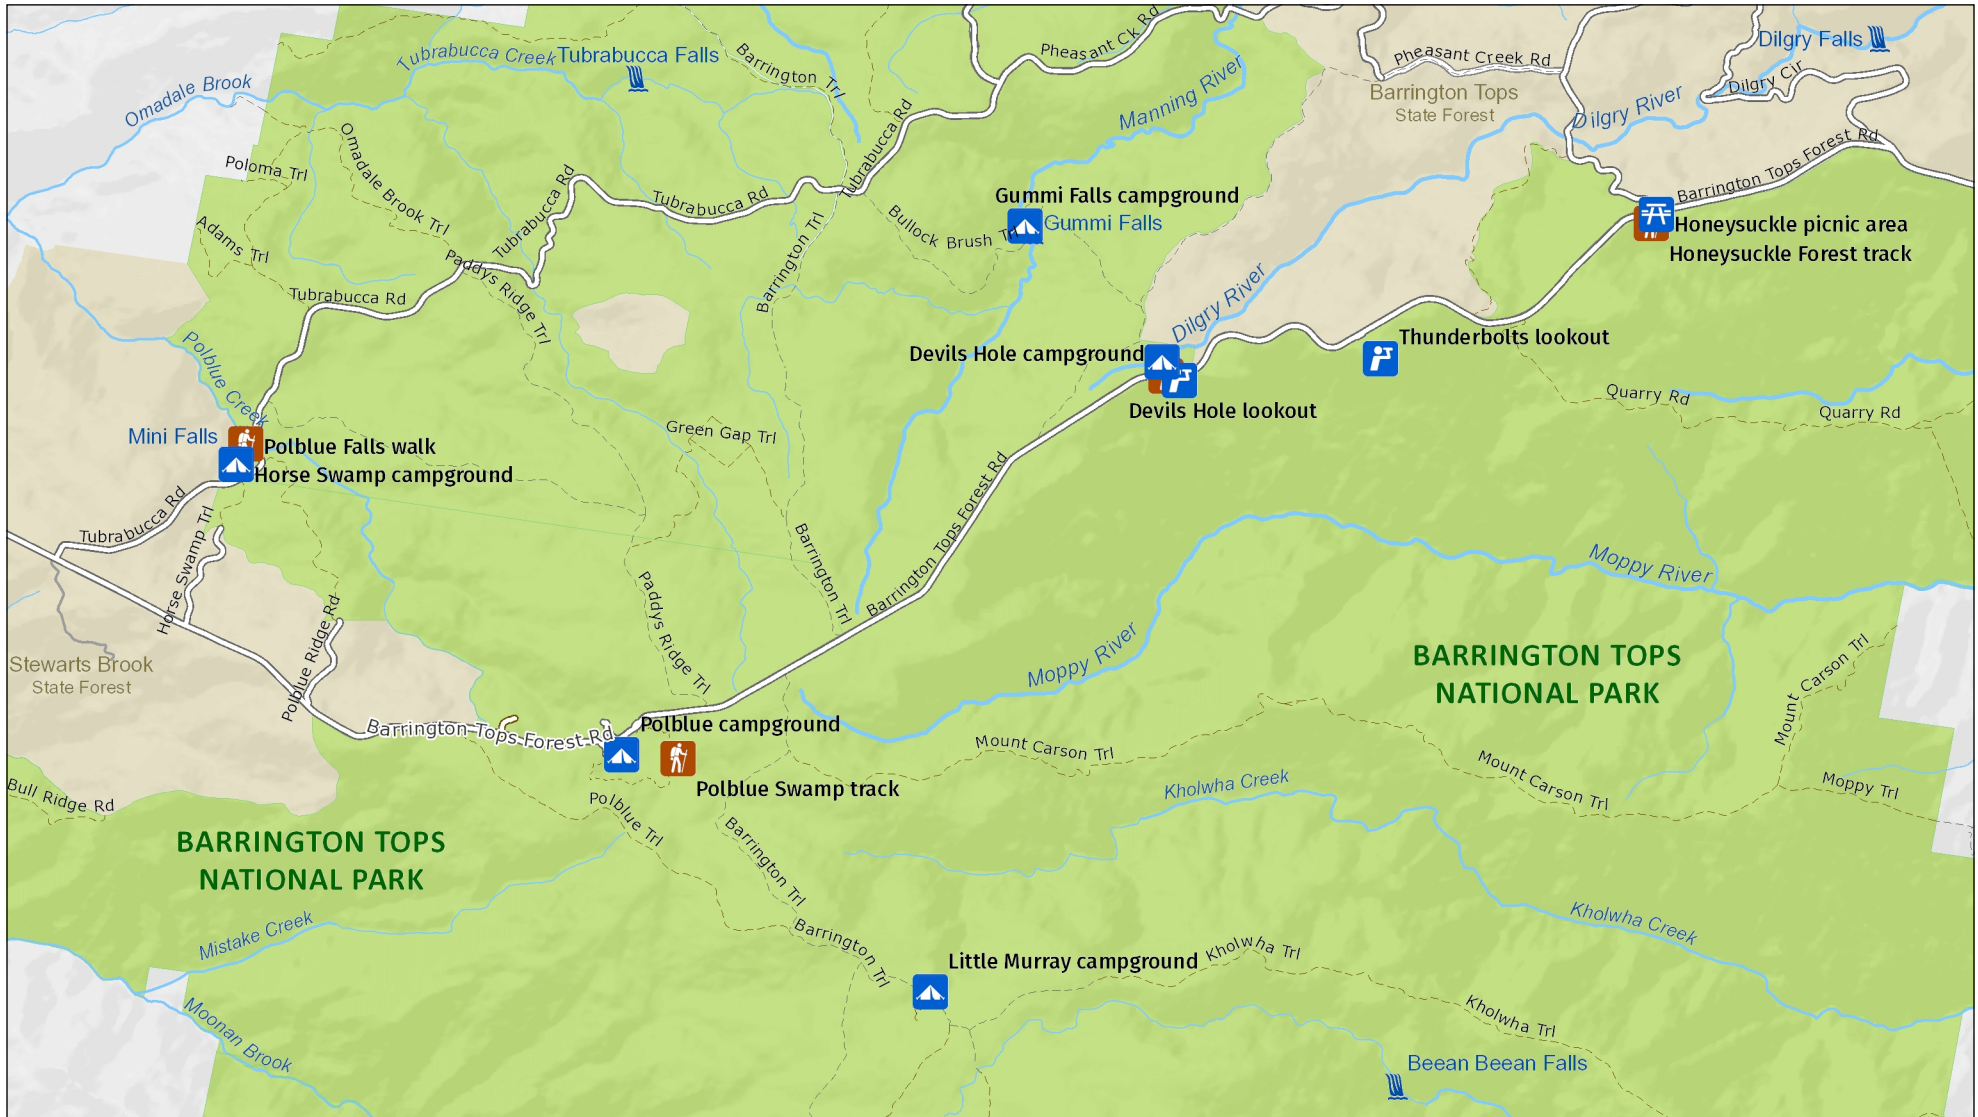 Tubrabucca Creek
Tubrabucca Falls
Barrington Trl
Pheasant Ck Rd
Manning River
Pheasant Creek Rd
Dilgry Falls
Dilgry Cir
Barrington Tops
State Forest
Dilgry River
Omadale Brook
Poloma Trl
Omadale Brook Trl
Adams Trl
Tubrabucca Rd
Tubrabucca Rd
Tubrabucca Rd
Tubrabucca Rd
Barrington Tops Forest Rd
Gummi Falls campground
Gummi Falls
Bullock Brush Trl
Honeysuckle picnic area
Honeysuckle Forest track
Barrington Trl
Paddys Ridge Trl
Dilgry River
Polblue Creek
Devils Hole campground
Devils Hole lookout
Thunderbolts lookout
Quarry Rd
Quarry Rd
Mini Falls
Polblue Falls walk
Horse Swamp campground
Green Gap Trl
Tubrabucca Rd
Horse Swamp Trl
Barrington Trl
Barrington Tops Forest Rd
Moppy River
Stewarts Brook
State Forest
Polblue Ridge Rd
Paddys Ridge Trl
Moppy River
BARRINGTON TOPS
NATIONAL PARK
Mount Carson Trl
Barrington Tops Forest Rd
Polblue campground
Polblue Swamp track
Mount Carson Trl
Mount Carson Trl
Moppy Trl
Bull Ridge Rd
Polblue Trl
Kholwha Creek
BARRINGTON TOPS
NATIONAL PARK
Barrington Trl
Mistake Creek
Barrington Trl
Kholwha Creek
Little Murray campground
Kholwha Trl
Kholwha Trl
Moonan Brook
Beean Beean Falls